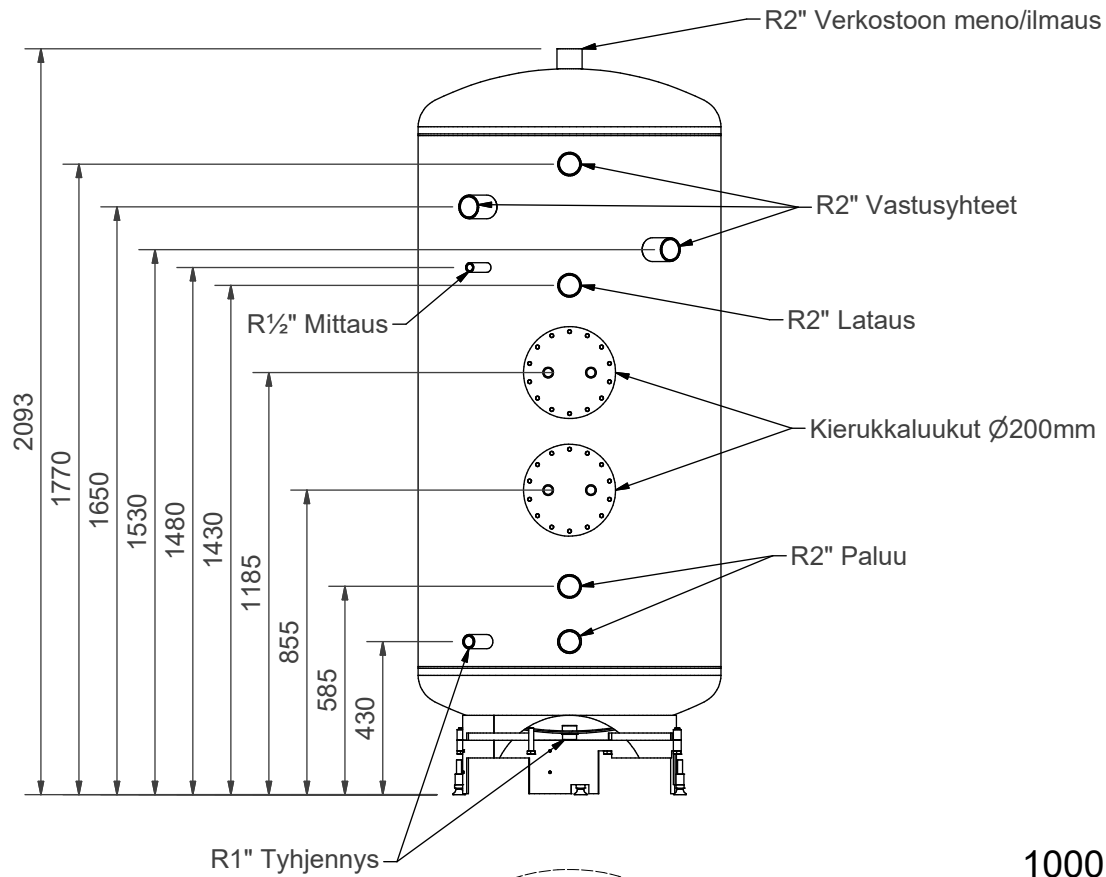 R2" Verkostoon meno/ilmaus
R2" Vastusyhteet
R½" Mittaus
R2" Lataus
Kierukkaluukut Ø200mm
R2" Paluu
R1" Tyhjennys
2093
1770
1650
1530
1480
1430
1185
855
585
430
1000